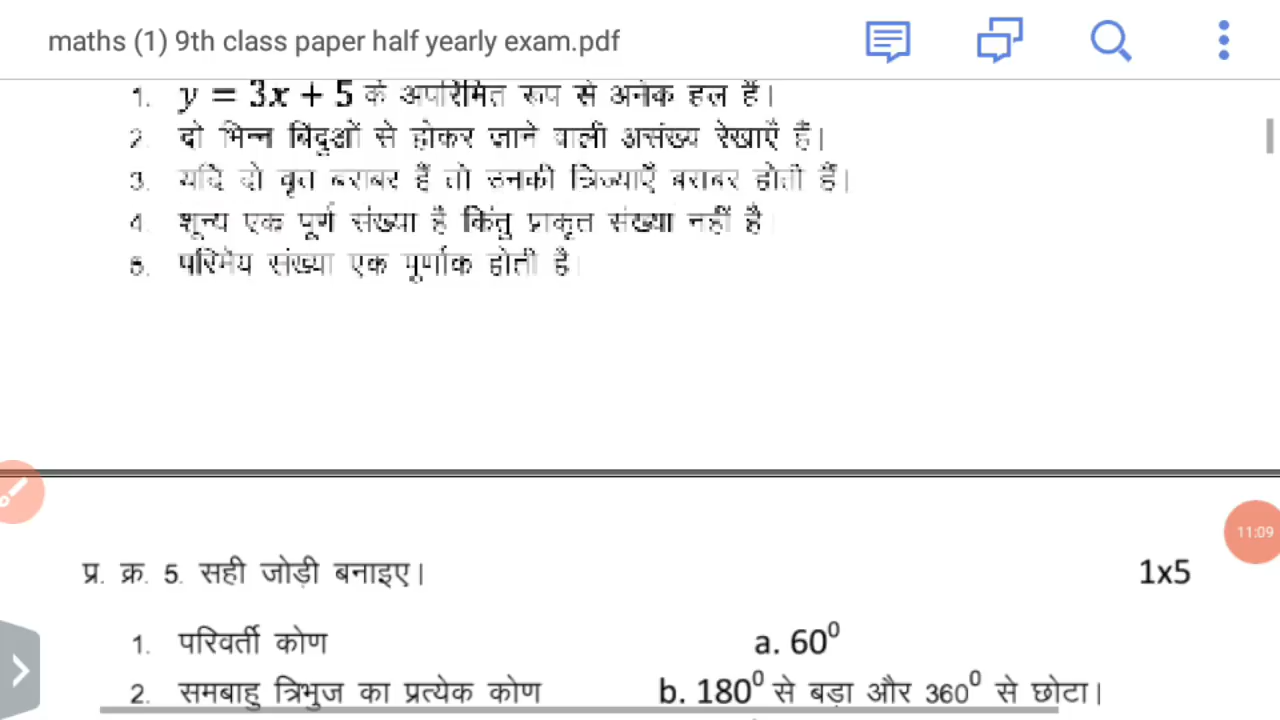 maths (1) 9th class paper half yearly exam.pdf
1. y = 3x + 5 के अपरिमित रूप से अनेक हल हैं।
2. दो भिन्न बिंदुओं से होकर जाने वाली असंख्य रेखाएँ हैं।
3. यदि दो वृत बराबर हैं तो उनकी त्रिज्याएँ बराबर होती हैं।
4. शून्य एक पूर्ण संख्या है किंतु प्राकृत संख्या नहीं है
5. परिमेय संख्या एक पूर्णांक होती है।
11:09
प्र. क्र. 5. सही जोड़ी बनाइए। 1x5
1. परिवर्ती कोण a. 60⁰
2. समबाहु त्रिभुज का प्रत्येक कोण b. 180⁰ से बड़ा और 360⁰ से छोटा।